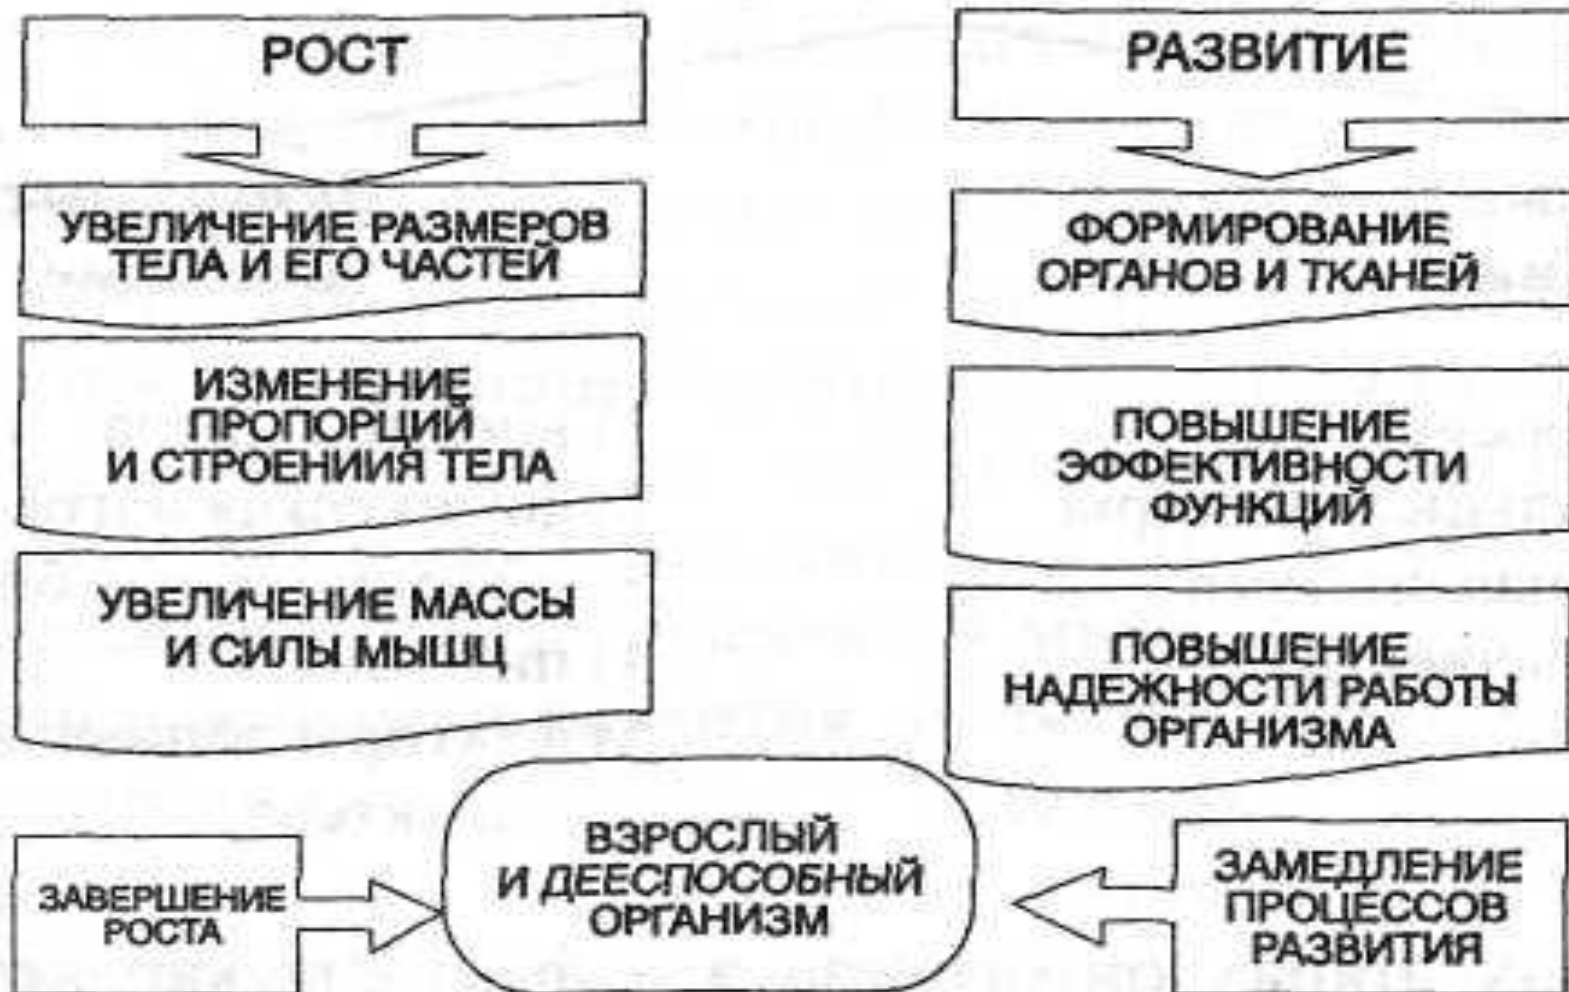 РОСТ
УВЕЛИЧЕНИЕ РАЗМЕРОВ
ТЕЛА И ЕГО ЧАСТЕЙ
ИЗМЕНЕНИЕ
ПРОПОРЦИЙ
И СТРОЕНИИЯ ТЕЛА
УВЕЛИЧЕНИЕ МАССЫ
И СИЛЫ МЫШЦ
ЗАВЕРШЕНИЕ
РОСТА
РАЗВИТИЕ
ФОРМИРОВАНИЕ
ОРГАНОВ И ТКАНЕЙ
ПОВЫШЕНИЕ
ЭФФЕКТИВНОСТИ
ФУНКЦИЙ
ПОВЫШЕНИЕ
НАДЕЖНОСТИ РАБОТЫ
ОРГАНИЗМА
ЗАМЕДЛЕНИЕ
ПРОЦЕССОВ
РАЗВИТИЯ
ВЗРОСЛЫЙ
И ДЕЕСПОСОБНЫЙ
ОРГАНИЗМ